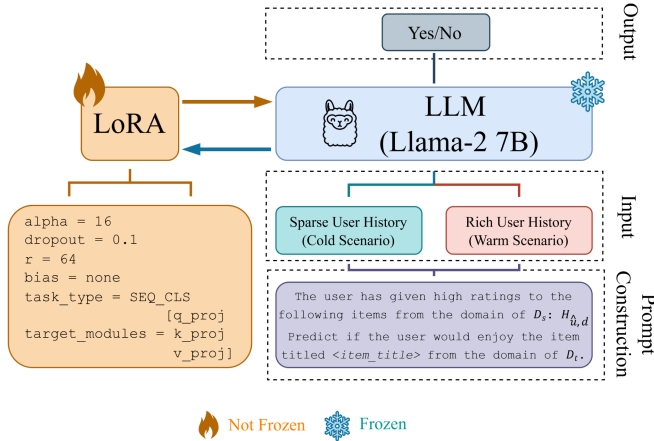 Yes/No
Output
LoRA
LLM
(Llama-2 7B)
alpha = 16
dropout = 0.1
r = 64
bias = none
task_type = SEQ_CLS
[q_proj
target_modules = k_proj
v_proj]
Sparse User History
(Cold Scenario)
Rich User History
(Warm Scenario)
Input
The user has given high ratings to the
following items from the domain of Dₛ: H û,d
Predict if the user would enjoy the item
titled <item_title> from the domain of Dₜ.
Prompt
Construction
Not Frozen
Frozen